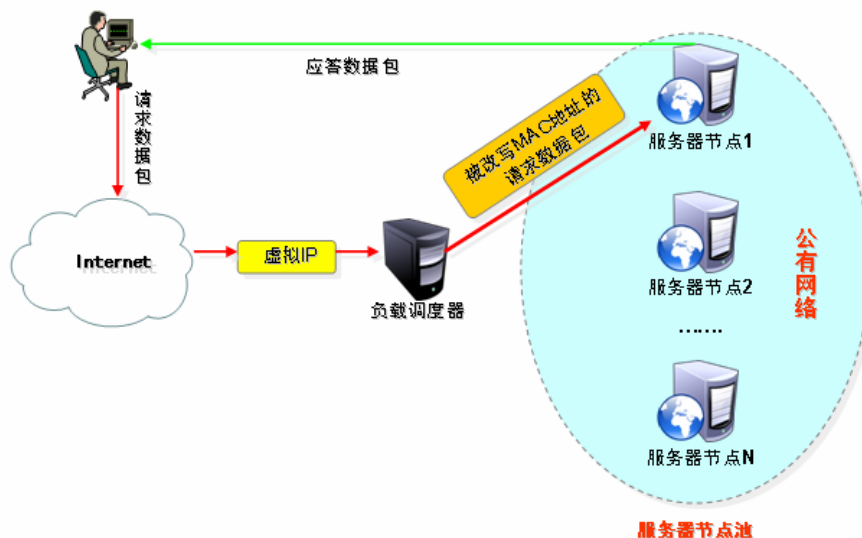 应答数据包
请求数据包
被改写MAC地址的
请求数据包
服务器节点1
Internet
虚拟IP
负载调度器
服务器节点2
公有网络
.......
服务器节点N
服务器节点池